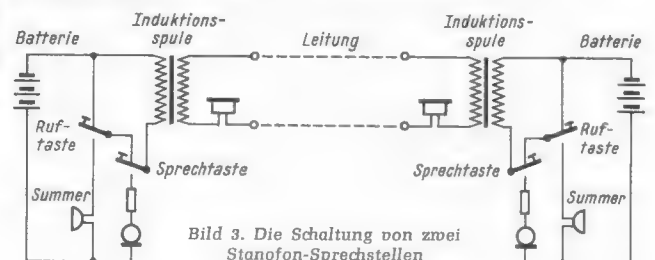 Induktions-
spule
Batterie
Leitung
Induktions-
spule
Batterie
Ruf-
taste
Sprechtaste
Summer
Ruf-
taste
Sprechtaste
Summer
Bild 3. Die Schaltung von zwei
Stanofon-Sprechstellen